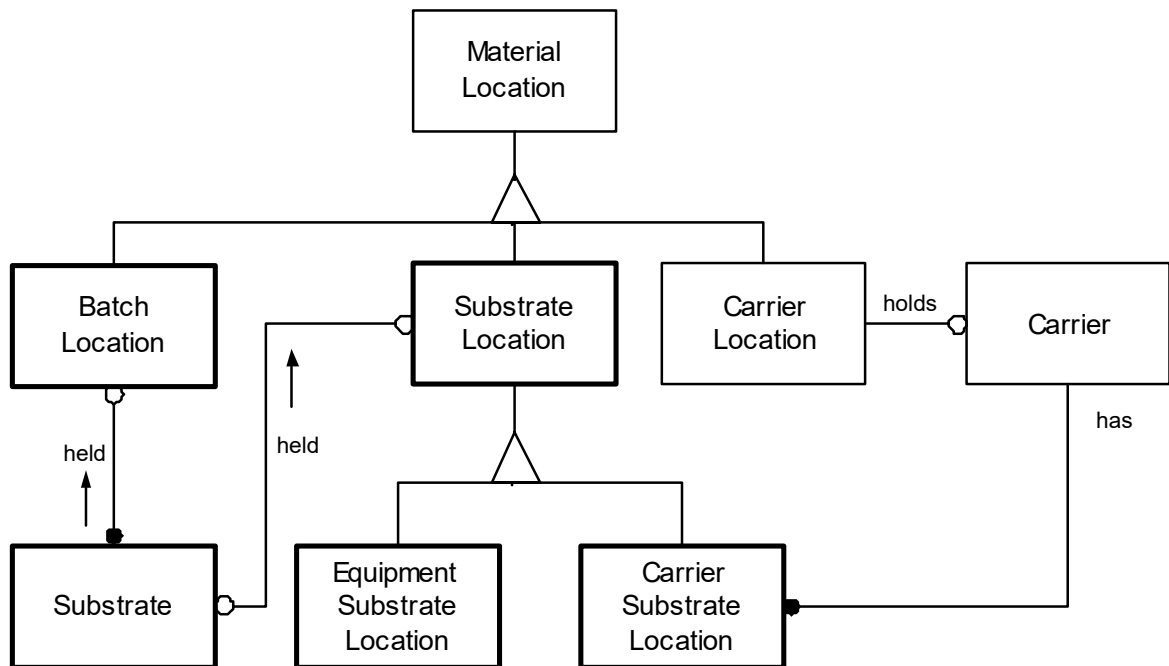 Material
Location
Batch
Location
Substrate
Location
Carrier
Location
holds
Carrier
has
held
held
Substrate
Equipment
Substrate
Location
Carrier
Substrate
Location